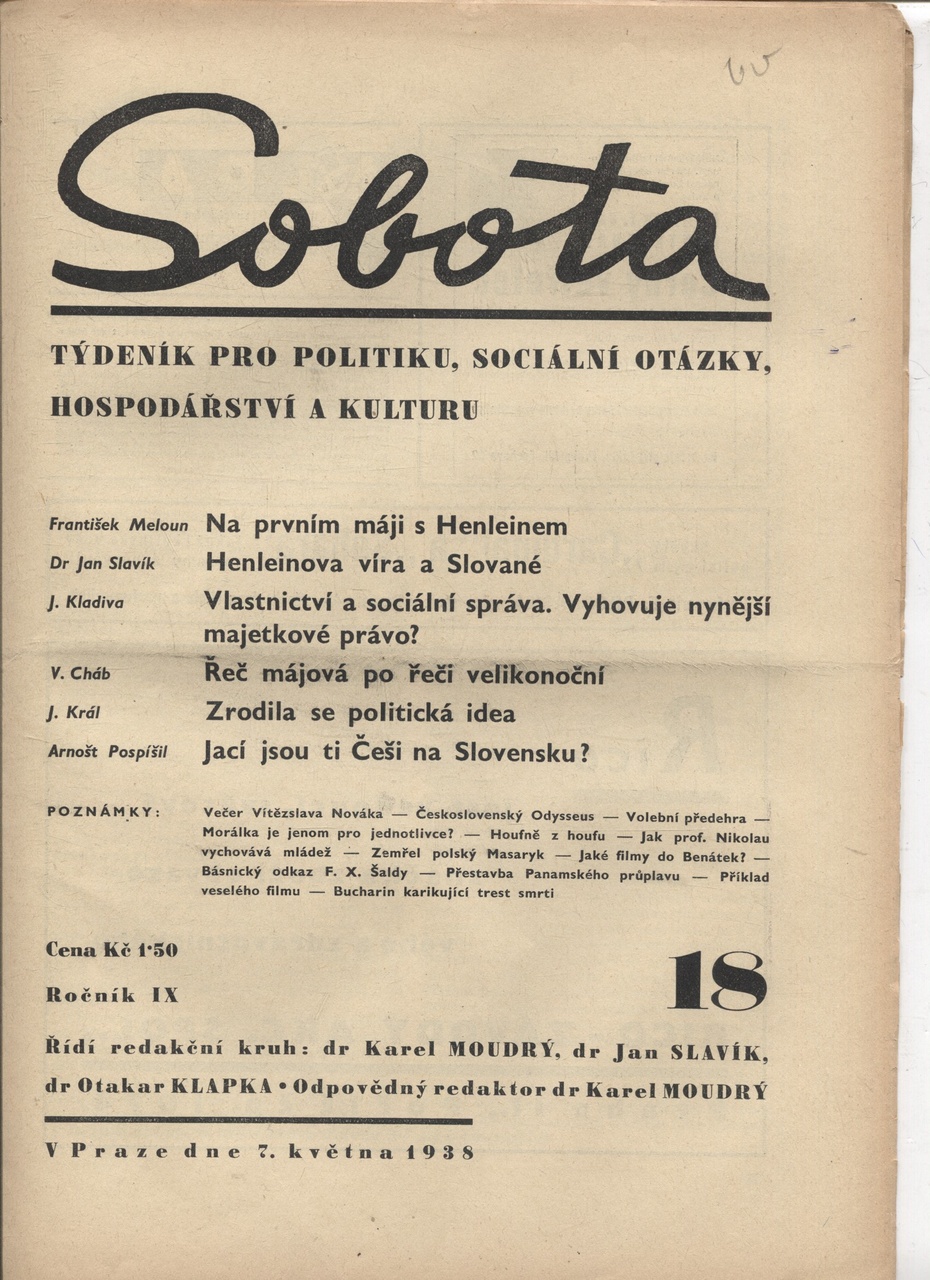 Sobota
TÝDENÍK PRO POLITIKU, SOCIÁLNÍ OTÁZKY,
HOSPODÁŘSTVÍ A KULTURU
František Meloun Na prvním máji s Henleinem
Dr Jan Slavík Henleinova víra a Slované
J. Kladiva Vlastnictví a sociální správa. Vyhovuje nynější
majetkové právo?
V. Cháb Řeč májová po řeči velikonoční
J. Král Zrodila se politická idea
Arnošt Pospíšil Jací jsou ti Češi na Slovensku?
POZNÁMKY: Večer Vítězslava Nováka — Československý Odysseus — Volební předehra —
Morálka je jenom pro jednotlivce? — Houfně z houfu — Jak prof. Nikolau
vychovává mládež — Zemřel polský Masaryk — Jaké filmy do Benátek? —
Básnický odkaz F. X. Šaldy — Přestavba Panamského průplavu — Příklad
veselého filmu — Bucharin karikující trest smrti
Cena Kč 1·50
Ročník IX
18
Řídí redakční kruh: dr Karel MOUDRÝ, dr Jan SLAVÍK,
dr Otakar KLAPKA • Odpovědný redaktor dr Karel MOUDRÝ
V Praze dne 7. května 1938